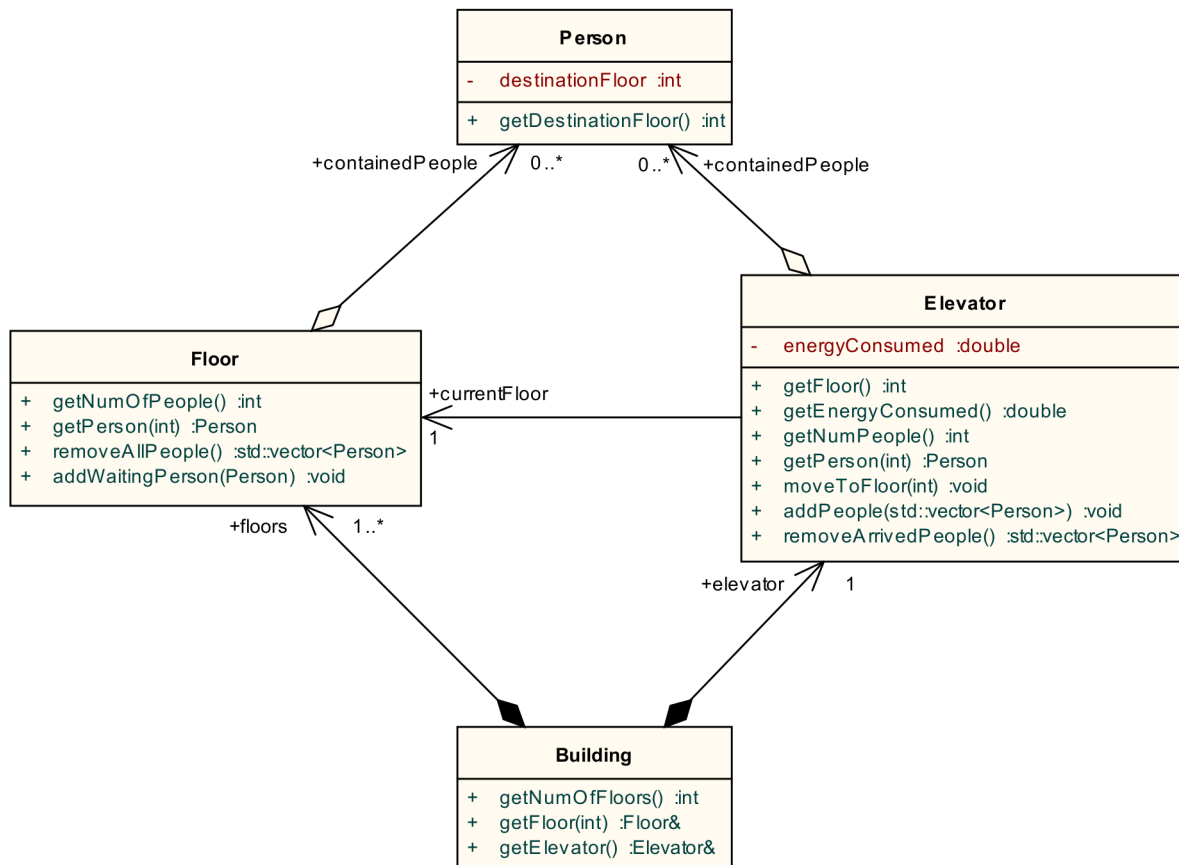 Person
- destinationFloor :int
+ getDestinationFloor() :int
+containedPeople 0..* 0..* +containedPeople
Elevator
- energyConsumed :double
+ getFloor() :int
+ getEnergyConsumed() :double
+ getNumPeople() :int
+ getPerson(int) :Person
+ moveToFloor(int) :void
+ addPeople(std::vector<Person>) :void
+ removeArrivedPeople() :std::vector<Person>
Floor
+ getNumOfPeople() :int
+ getPerson(int) :Person
+ removeAllPeople() :std::vector<Person>
+ addWaitingPerson(Person) :void
+currentFloor
1
+floors 1..*
+elevator 1
Building
+ getNumOfFloors() :int
+ getFloor(int) :Floor&
+ getElevator() :Elevator&